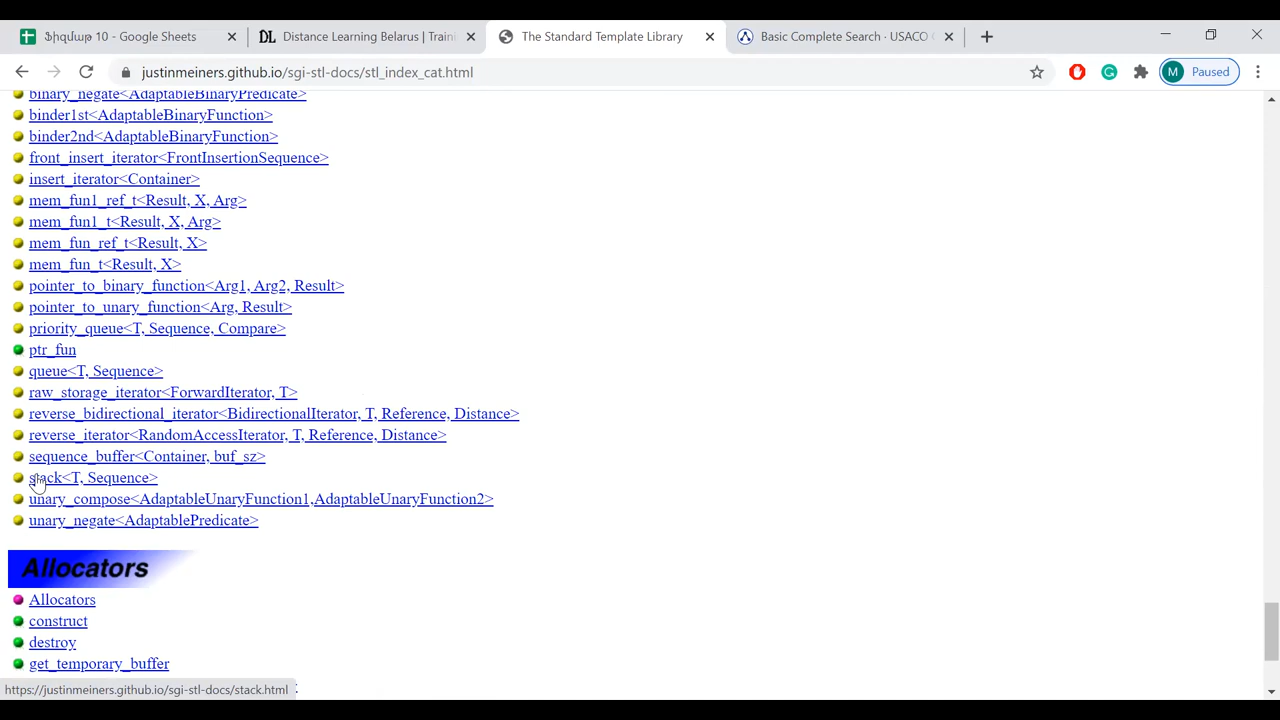 Ֆիզմաթ 10 - Google Sheets
Distance Learning Belarus | Traini
The Standard Template Library
Basic Complete Search · USACO G
justinmeiners.github.io/sgi-stl-docs/stl_index_cat.html
M Paused
binary_negate<AdaptableBinaryPredicate>
binder1st<AdaptableBinaryFunction>
binder2nd<AdaptableBinaryFunction>
front_insert_iterator<FrontInsertionSequence>
insert_iterator<Container>
mem_fun1_ref_t<Result, X, Arg>
mem_fun1_t<Result, X, Arg>
mem_fun_ref_t<Result, X>
mem_fun_t<Result, X>
pointer_to_binary_function<Arg1, Arg2, Result>
pointer_to_unary_function<Arg, Result>
priority_queue<T, Sequence, Compare>
ptr_fun
queue<T, Sequence>
raw_storage_iterator<ForwardIterator, T>
reverse_bidirectional_iterator<BidirectionalIterator, T, Reference, Distance>
reverse_iterator<RandomAccessIterator, T, Reference, Distance>
sequence_buffer<Container, buf_sz>
stack<T, Sequence>
unary_compose<AdaptableUnaryFunction1,AdaptableUnaryFunction2>
unary_negate<AdaptablePredicate>
Allocators
Allocators
construct
destroy
get_temporary_buffer
https://justinmeiners.github.io/sgi-stl-docs/stack.html